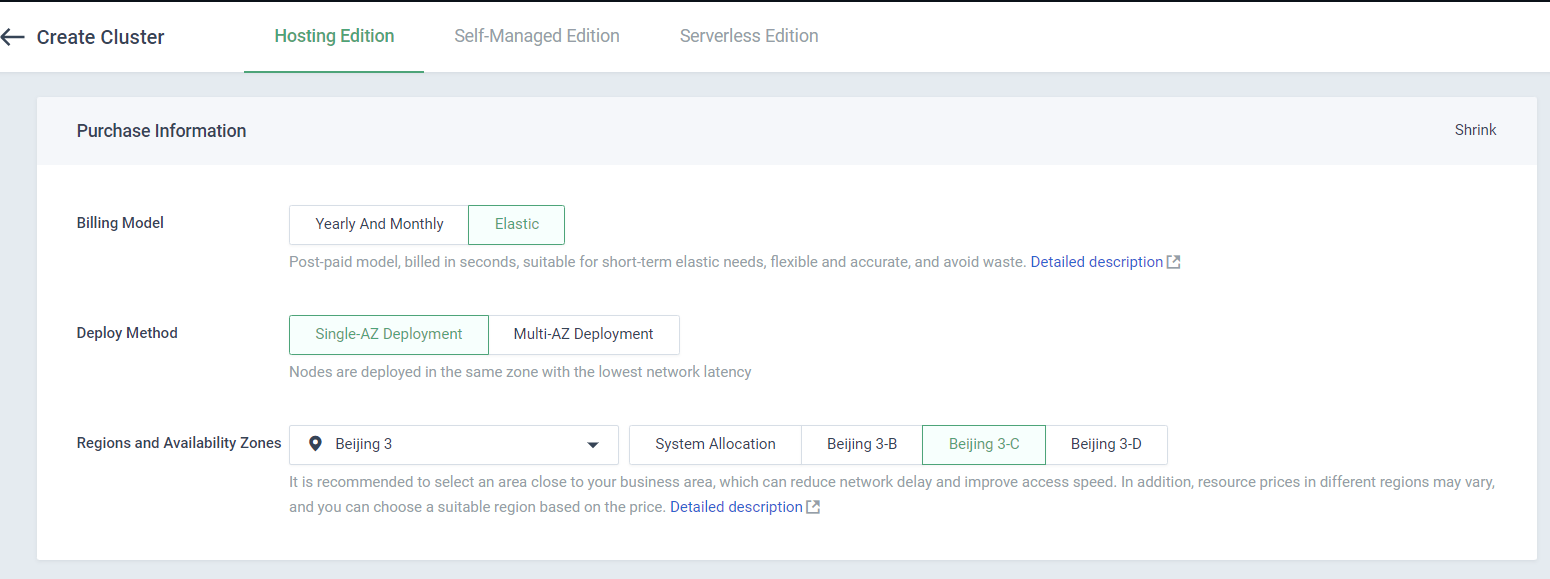 Create Cluster Hosting Edition Self-Managed Edition Serverless Edition
Purchase Information Shrink
Billing Model Yearly And Monthly Elastic
Post-paid model, billed in seconds, suitable for short-term elastic needs, flexible and accurate, and avoid waste. Detailed description
Deploy Method Single-AZ Deployment Multi-AZ Deployment
Nodes are deployed in the same zone with the lowest network latency
Regions and Availability Zones Beijing 3 System Allocation Beijing 3-B Beijing 3-C Beijing 3-D
It is recommended to select an area close to your business area, which can reduce network delay and improve access speed. In addition, resource prices in different regions may vary,
and you can choose a suitable region based on the price. Detailed description